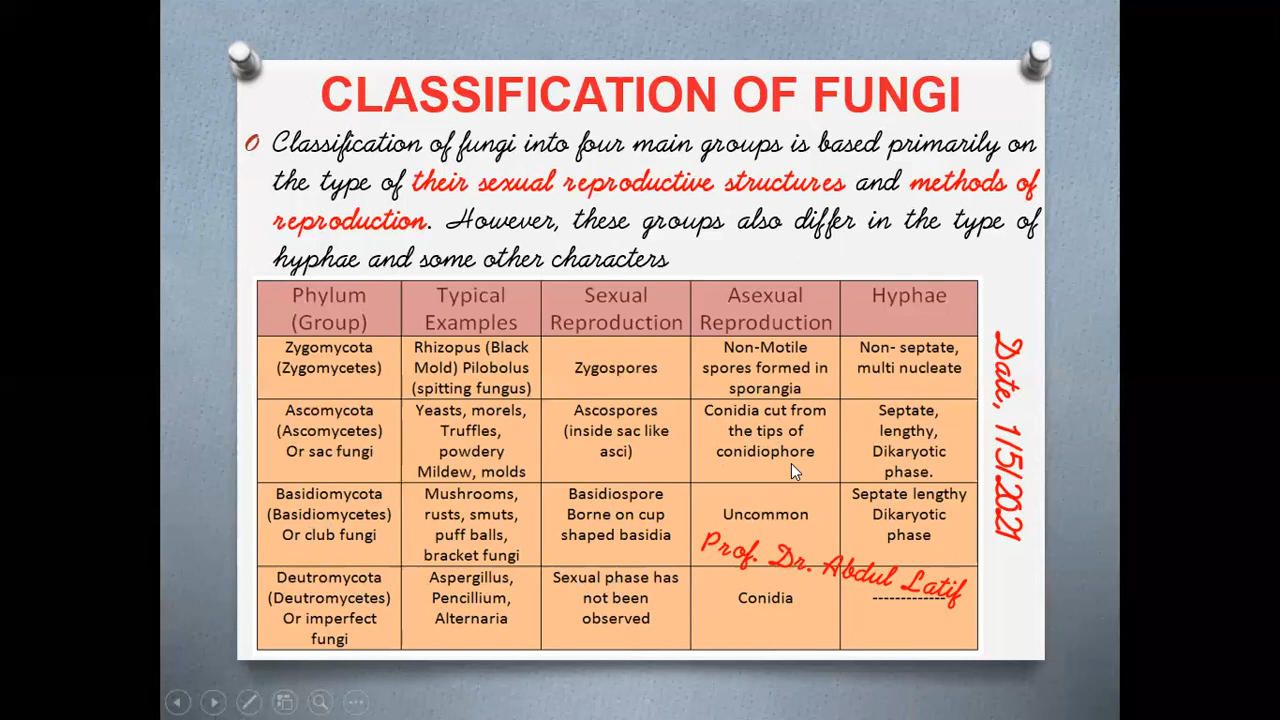 CLASSIFICATION OF FUNGI
Classification of fungi into four main groups is based primarily on
the type of their sexual reproductive structures and methods of
reproduction. However, these groups also differ in the type of
hyphae and some other characters
Phylum
(Group)
Typical
Examples
Sexual
Reproduction
Asexual
Reproduction
Hyphae
Zygomycota
(Zygomycetes)
Rhizopus (Black
Mold) Pilobolus
(spitting fungus)
Zygospores
Non-Motile
spores formed in
sporangia
Non- septate,
multi nucleate
Ascomycota
(Ascomycetes)
Or sac fungi
Yeasts, morels,
Truffles,
powdery
Mildew, molds
Ascospores
(inside sac like
asci)
Conidia cut from
the tips of
conidiophore
Septate,
lengthy,
Dikaryotic
phase.
Basidiomycota
(Basidiomycetes)
Or club fungi
Mushrooms,
rusts, smuts,
puff balls,
bracket fungi
Basidiospore
Borne on cup
shaped basidia
Uncommon
Septate lengthy
Dikaryotic
phase
Deutromycota
(Deutromycetes)
Or imperfect
fungi
Aspergillus,
Pencillium,
Alternaria
Sexual phase has
not been
observed
Conidia
-------------
Prof. Dr. Abdul Latif
Date, 1/5/2021